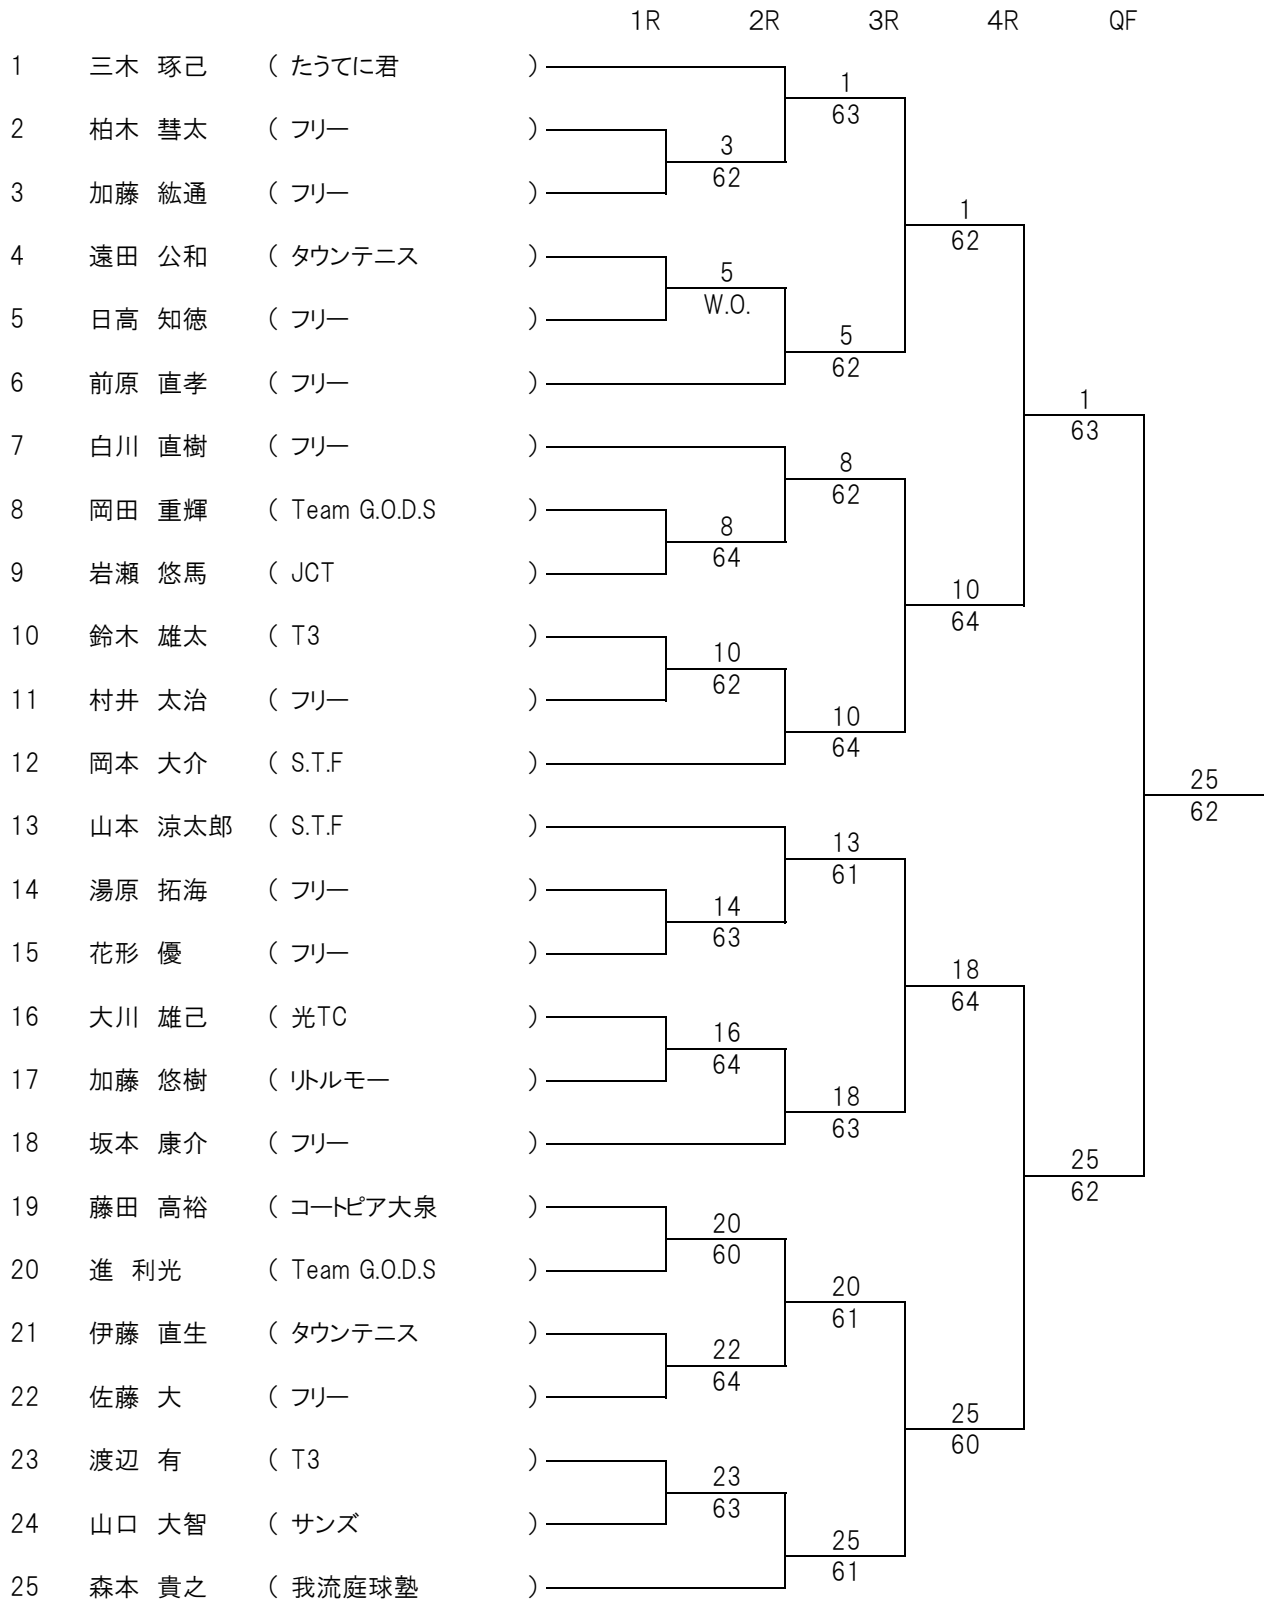 1R 2R 3R 4R QF
1 三木 琢己 ( たうてに君 )
1
63
2 柏木 彗太 ( フリー )
3
62
3 加藤 紘通 ( フリー )
1
62
4 遠田 公和 ( タウンテニス )
5
W.O.
5 日高 知徳 ( フリー )
5
62
6 前原 直孝 ( フリー )
1
63
7 白川 直樹 ( フリー )
8
62
8 岡田 重輝 ( Team G.O.D.S )
8
64
9 岩瀬 悠馬 ( JCT )
10
64
10 鈴木 雄太 ( T3 )
10
62
11 村井 太治 ( フリー )
10
64
12 岡本 大介 ( S.T.F )
25
62
13 山本 涼太郎 ( S.T.F )
13
61
14 湯原 拓海 ( フリー )
14
63
15 花形 優 ( フリー )
18
64
16 大川 雄己 ( 光TC )
16
64
17 加藤 悠樹 ( リトルモー )
18
63
18 坂本 康介 ( フリー )
25
62
19 藤田 高裕 ( コートピア大泉 )
20
60
20 進 利光 ( Team G.O.D.S )
20
61
21 伊藤 直生 ( タウンテニス )
22
64
22 佐藤 大 ( フリー )
25
60
23 渡辺 有 ( T3 )
23
63
24 山口 大智 ( サンズ )
25
61
25 森本 貴之 ( 我流庭球塾 )